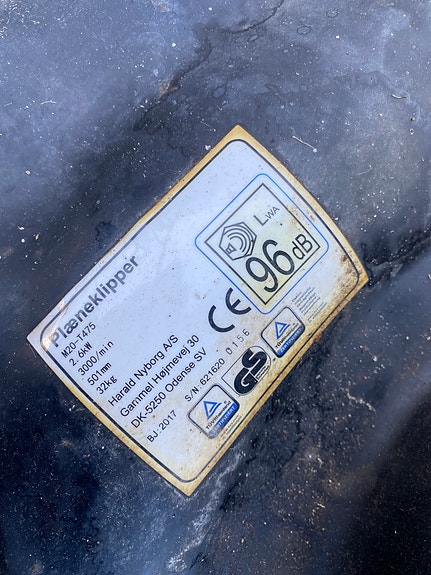 Plæneklipper
M20-T475
2.6kW
3000/min
501mm
32kg
Harald Nyborg A/S
Gammel Højmevej 30
DK-5250 Odense SV
BJ:2017 S/N:621620 0156
CE
LWA
96dB
GS